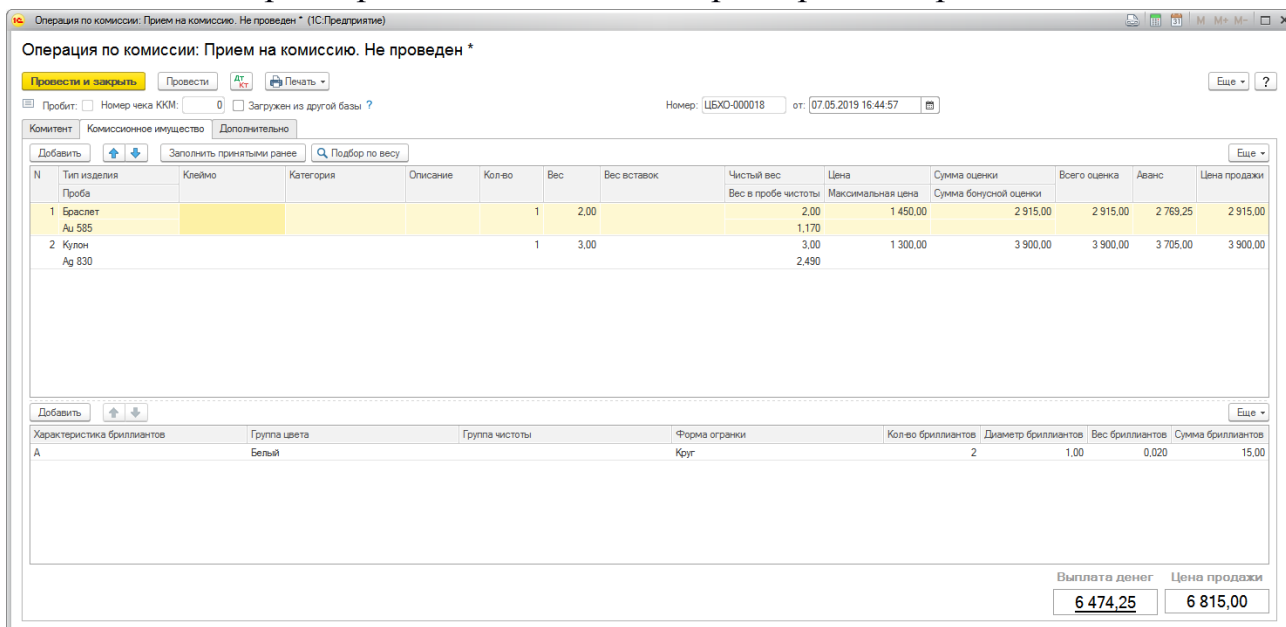 Операция по комиссии: Прием на комиссию. Не проведен * (1С:Предприятие)
M M+ M-
Операция по комиссии: Прием на комиссию. Не проведен *
Провести и закрыть Провести Дт Кт Печать Еще ?
Пробит: Номер чека ККМ: 0 Загружен из другой базы ? Номер: ЦБХО-000018 от: 07.05.2019 16:44:57
Комитент Комиссионное имущество Дополнительно
Добавить Заполнить принятыми ранее Подбор по весу Еще
N Тип изделия Клеймо Категория Описание Кол-во Вес Вес вставок Чистый вес Цена Сумма оценки Всего оценка Аванс Цена продажи
Проба Вес в пробе чистоты Максимальная цена Сумма бонусной оценки
1 Браслет 1 2,00 2,00 1 450,00 2 915,00 2 915,00 2 769,25 2 915,00
Au 585 1,170
2 Кулон 1 3,00 3,00 1 300,00 3 900,00 3 900,00 3 705,00 3 900,00
Ag 830 2,490
Добавить Еще
Характеристика бриллиантов Группа цвета Группа чистоты Форма огранки Кол-во бриллиантов Диаметр бриллиантов Вес бриллиантов Сумма бриллиантов
А Белый Круг 2 1,00 0,020 15,00
Выплата денег Цена продажи
6 474,25 6 815,00